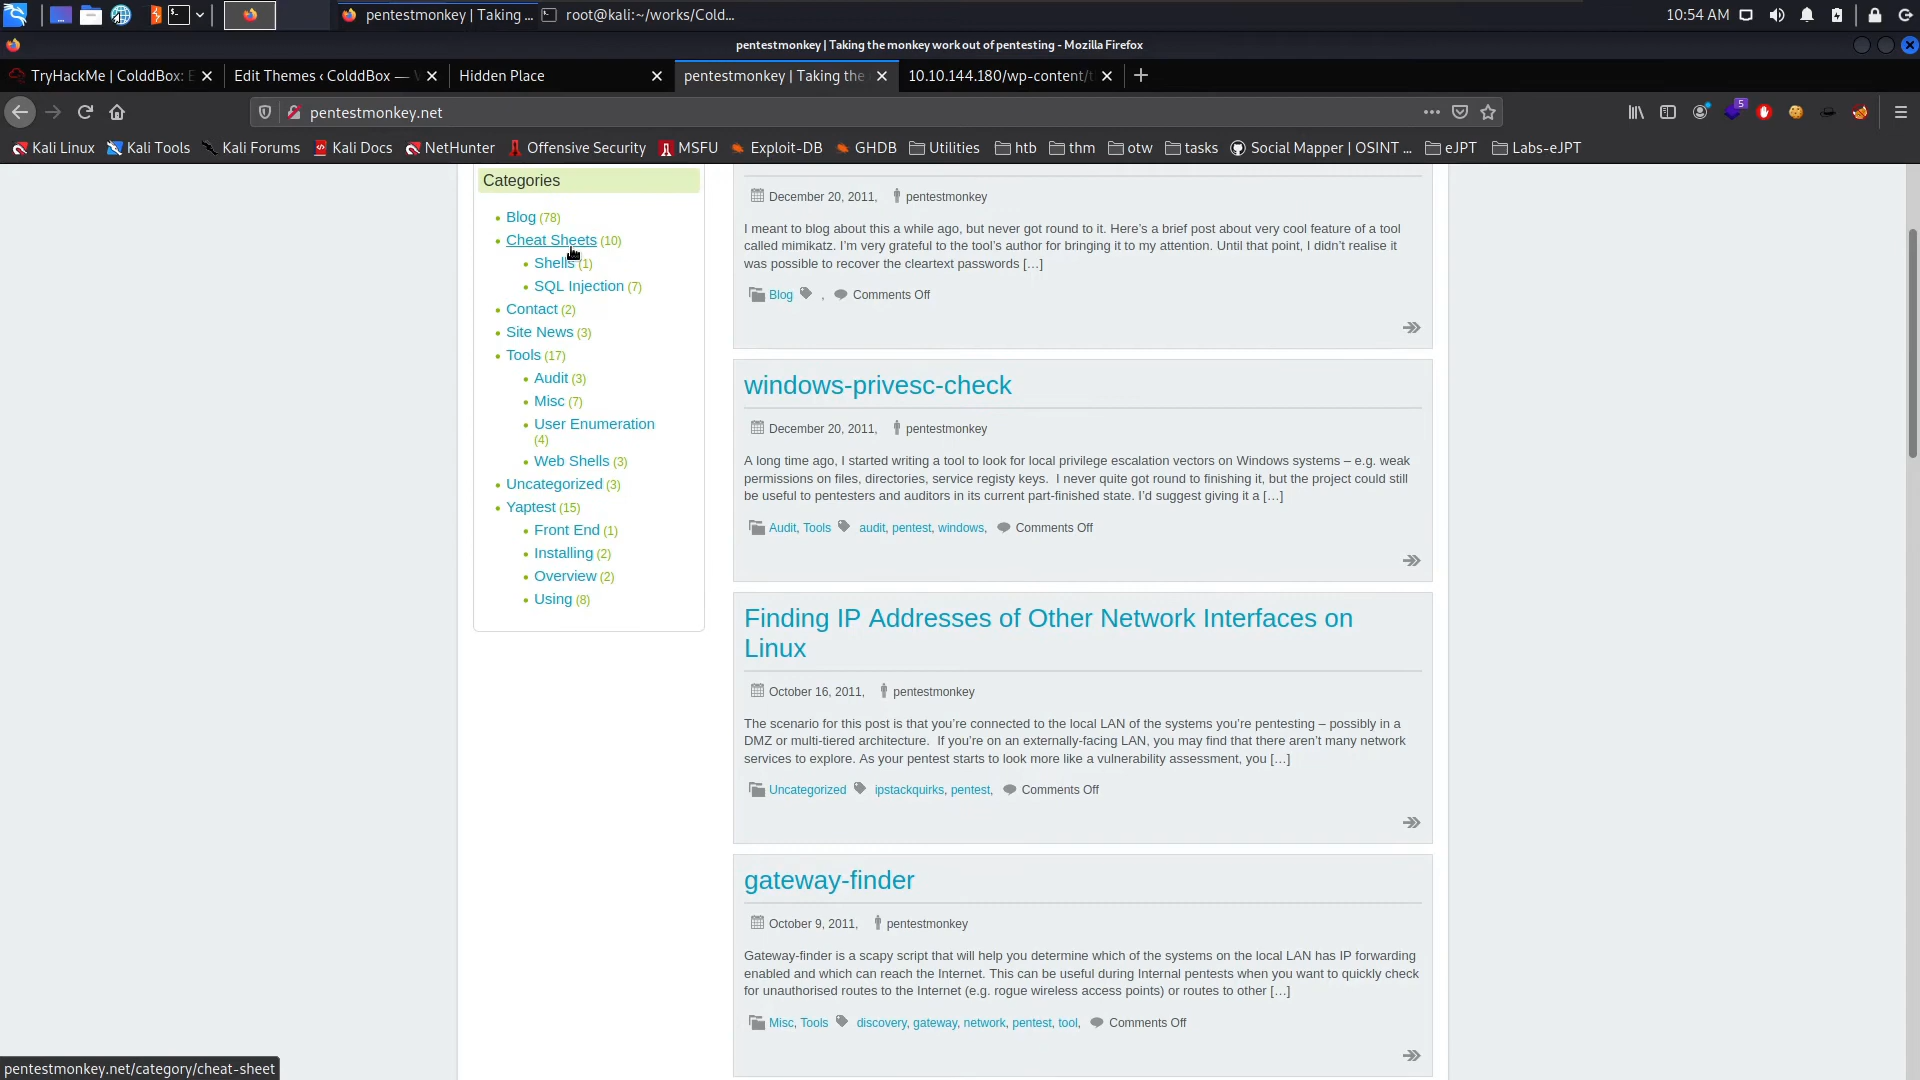 pentestmonkey | Taking ...
root@kali:~/works/Cold...
10:54 AM
pentestmonkey | Taking the monkey work out of pentesting - Mozilla Firefox
TryHackMe | ColddBox: E
Edit Themes ‹ ColddBox —
Hidden Place
pentestmonkey | Taking the
10.10.144.180/wp-content/t
pentestmonkey.net
5
Kali Linux
Kali Tools
Kali Forums
Kali Docs
NetHunter
Offensive Security
MSFU
Exploit-DB
GHDB
Utilities
htb
thm
otw
tasks
Social Mapper | OSINT ...
eJPT
Labs-eJPT
Categories
Blog (78)
Cheat Sheets (10)
Shells (1)
SQL Injection (7)
Contact (2)
Site News (3)
Tools (17)
Audit (3)
Misc (7)
User Enumeration
(4)
Web Shells (3)
Uncategorized (3)
Yaptest (15)
Front End (1)
Installing (2)
Overview (2)
Using (8)
December 20, 2011, pentestmonkey
I meant to blog about this a while ago, but never got round to it. Here’s a brief post about very cool feature of a tool
called mimikatz. I’m very grateful to the tool’s author for bringing it to my attention. Until that point, I didn’t realise it
was possible to recover the cleartext passwords […]
Blog , Comments Off
windows-privesc-check
December 20, 2011, pentestmonkey
A long time ago, I started writing a tool to look for local privilege escalation vectors on Windows systems – e.g. weak
permissions on files, directories, service registy keys. I never quite got round to finishing it, but the project could still
be useful to pentesters and auditors in its current part-finished state. I’d suggest giving it a […]
Audit, Tools audit, pentest, windows, Comments Off
Finding IP Addresses of Other Network Interfaces on
Linux
October 16, 2011, pentestmonkey
The scenario for this post is that you’re connected to the local LAN of the systems you’re pentesting – possibly in a
DMZ or multi-tiered architecture. If you’re on an externally-facing LAN, you may find that there aren’t many network
services to explore. As your pentest starts to look more like a vulnerability assessment, you […]
Uncategorized ipstackquirks, pentest, Comments Off
gateway-finder
October 9, 2011, pentestmonkey
Gateway-finder is a scapy script that will help you determine which of the systems on the local LAN has IP forwarding
enabled and which can reach the Internet. This can be useful during Internal pentests when you want to quickly check
for unauthorised routes to the Internet (e.g. rogue wireless access points) or routes to other […]
Misc, Tools discovery, gateway, network, pentest, tool, Comments Off
pentestmonkey.net/category/cheat-sheet